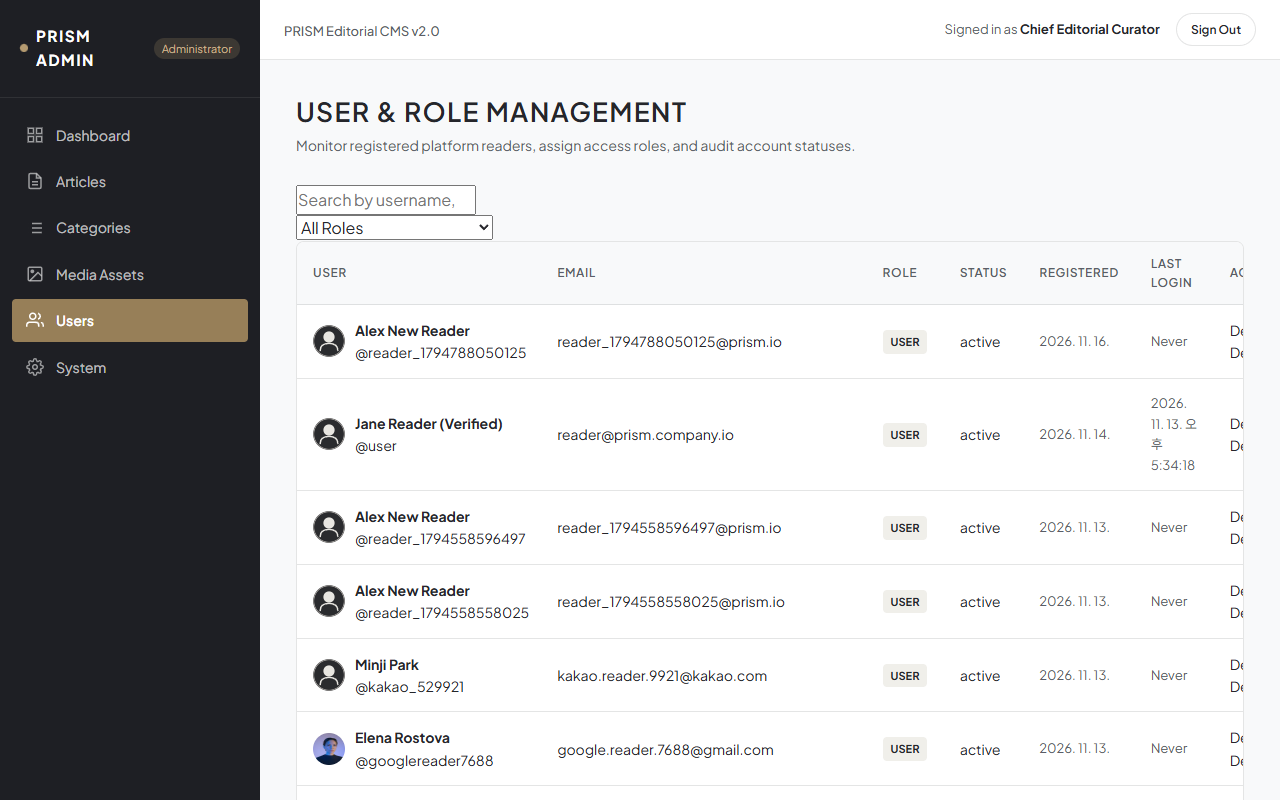 PRISM
ADMIN
Administrator
Dashboard
Articles
Categories
Media Assets
Users
System
PRISM Editorial CMS v2.0
Signed in as Chief Editorial Curator
Sign Out
USER & ROLE MANAGEMENT
Monitor registered platform readers, assign access roles, and audit account statuses.
Search by username,
All Roles
USER EMAIL ROLE STATUS REGISTERED LAST LOGIN
Alex New Reader
@reader_1794788050125
reader_1794788050125@prism.io
USER
active
2026. 11. 16.
Never
Jane Reader (Verified)
@user
reader@prism.company.io
USER
active
2026. 11. 14.
2026.
11. 13. 오
후
5:34:18
Alex New Reader
@reader_1794558596497
reader_1794558596497@prism.io
USER
active
2026. 11. 13.
Never
Alex New Reader
@reader_1794558558025
reader_1794558558025@prism.io
USER
active
2026. 11. 13.
Never
Minji Park
@kakao_529921
kakao.reader.9921@kakao.com
USER
active
2026. 11. 13.
Never
Elena Rostova
@googlereader7688
google.reader.7688@gmail.com
USER
active
2026. 11. 13.
Never